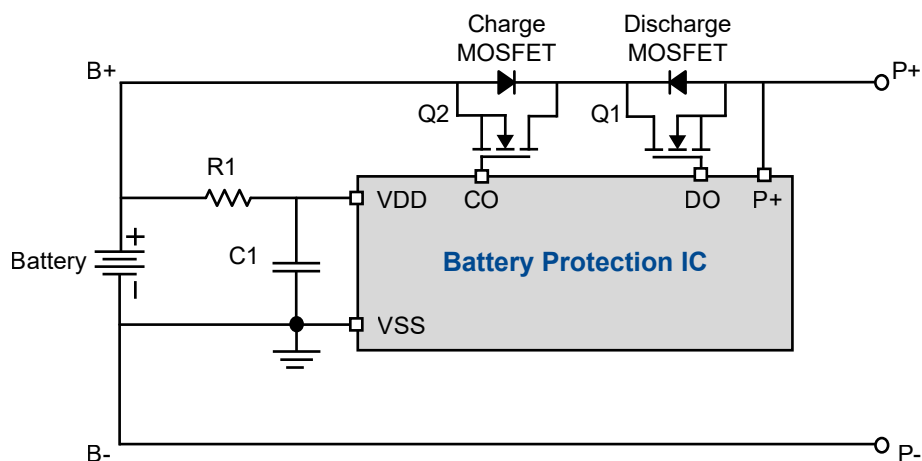 Charge
MOSFET
Discharge
MOSFET
B+
P+
Q2
Q1
R1
VDD
CO
DO
P+
Battery
+
C1
Battery Protection IC
VSS
B-
P-